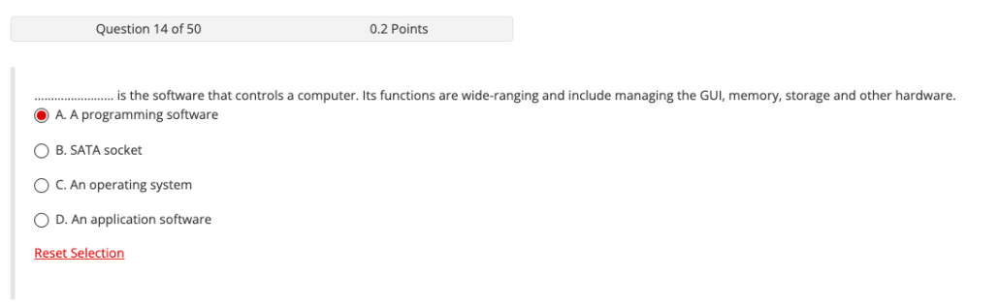 Question 14 of 50 0.2 Points
........................ is the software that controls a computer. Its functions are wide-ranging and include managing the GUI, memory, storage and other hardware.
A. A programming software
B. SATA socket
C. An operating system
D. An application software
Reset Selection